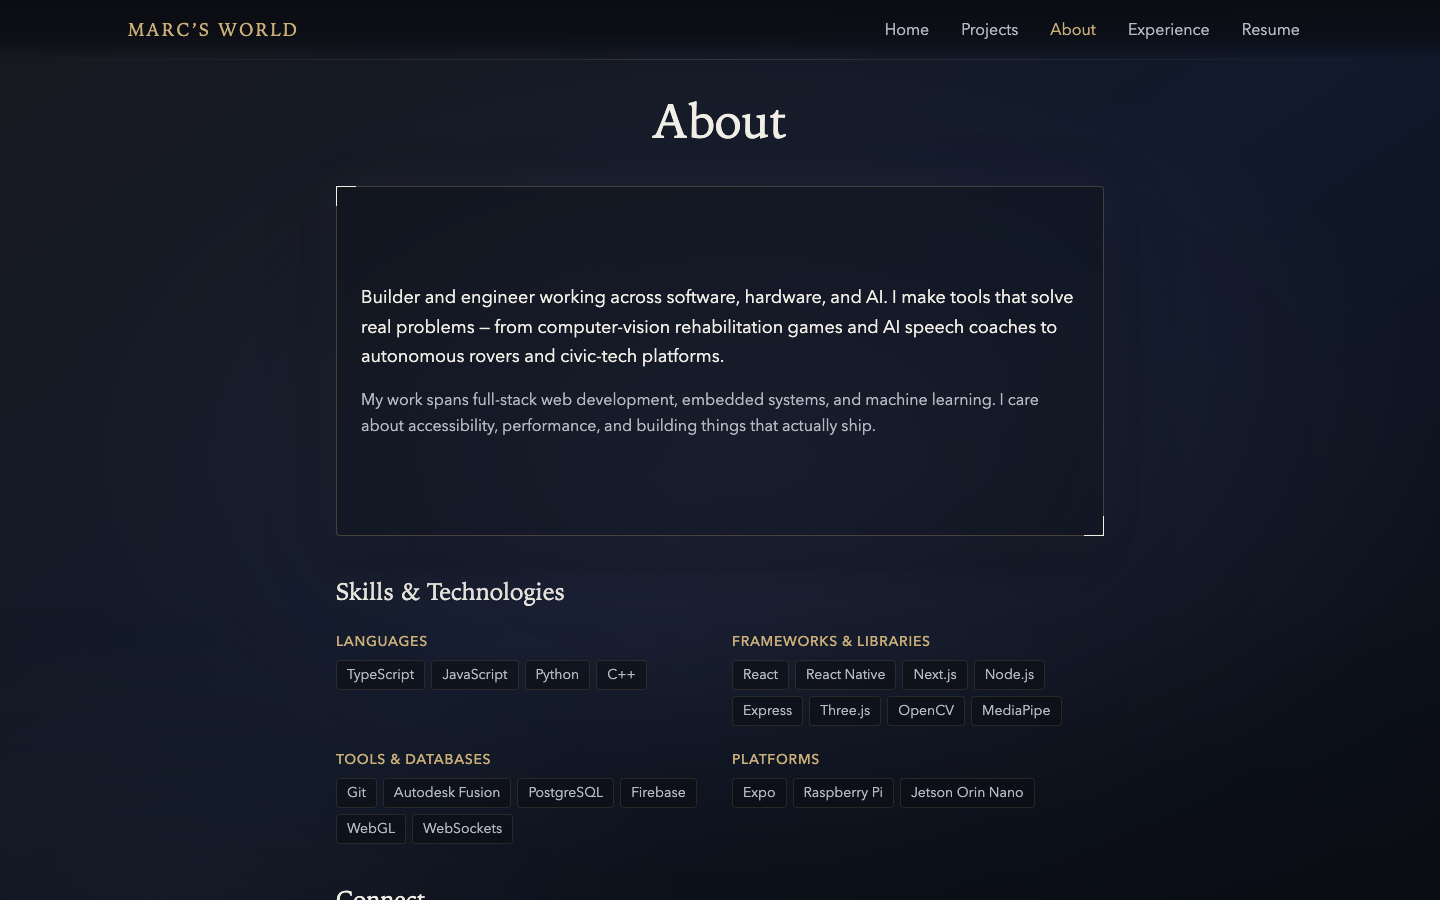 MARC'S WORLD
Home Projects About Experience Resume
About
Builder and engineer working across software, hardware, and AI. I make tools that solve
real problems — from computer-vision rehabilitation games and AI speech coaches to
autonomous rovers and civic-tech platforms.
My work spans full-stack web development, embedded systems, and machine learning. I care
about accessibility, performance, and building things that actually ship.
Skills & Technologies
LANGUAGES
TypeScript JavaScript Python C++
FRAMEWORKS & LIBRARIES
React React Native Next.js Node.js
Express Three.js OpenCV MediaPipe
TOOLS & DATABASES
Git Autodesk Fusion PostgreSQL Firebase
WebGL WebSockets
PLATFORMS
Expo Raspberry Pi Jetson Orin Nano
Connect